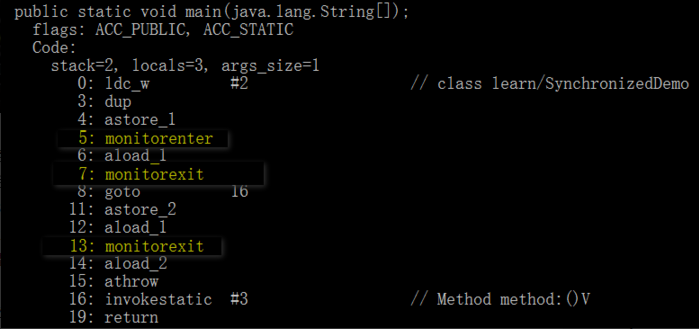 public static void main(java.lang.String[]);
flags: ACC_PUBLIC, ACC_STATIC
Code:
stack=2, locals=3, args_size=1
0: ldc_w #2 // class learn/SynchronizedDemo
3: dup
4: astore_1
5: monitorenter
6: aload_1
7: monitorexit
8: goto 16
11: astore_2
12: aload_1
13: monitorexit
14: aload_2
15: athrow
16: invokestatic #3 // Method method:()V
19: return